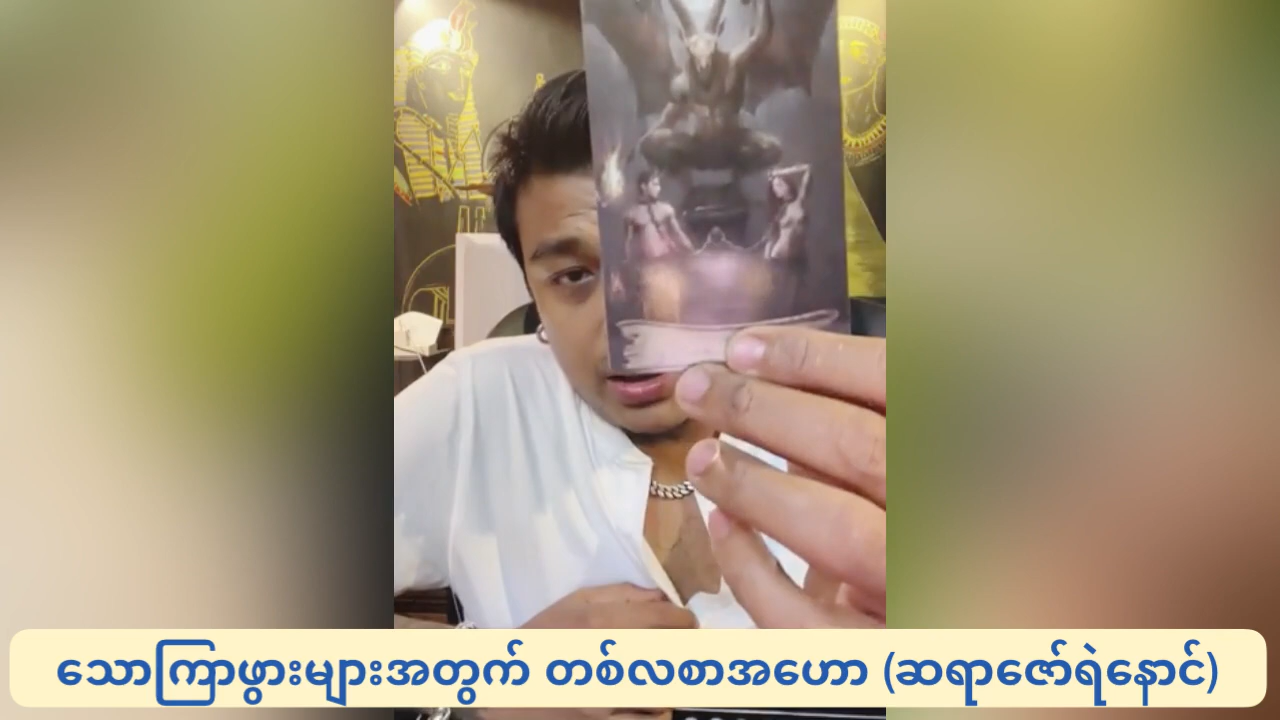 သောကြာဖွားများအတွက် တစ်လစာအဟော (ဆရာဇော်ရဲနောင်)